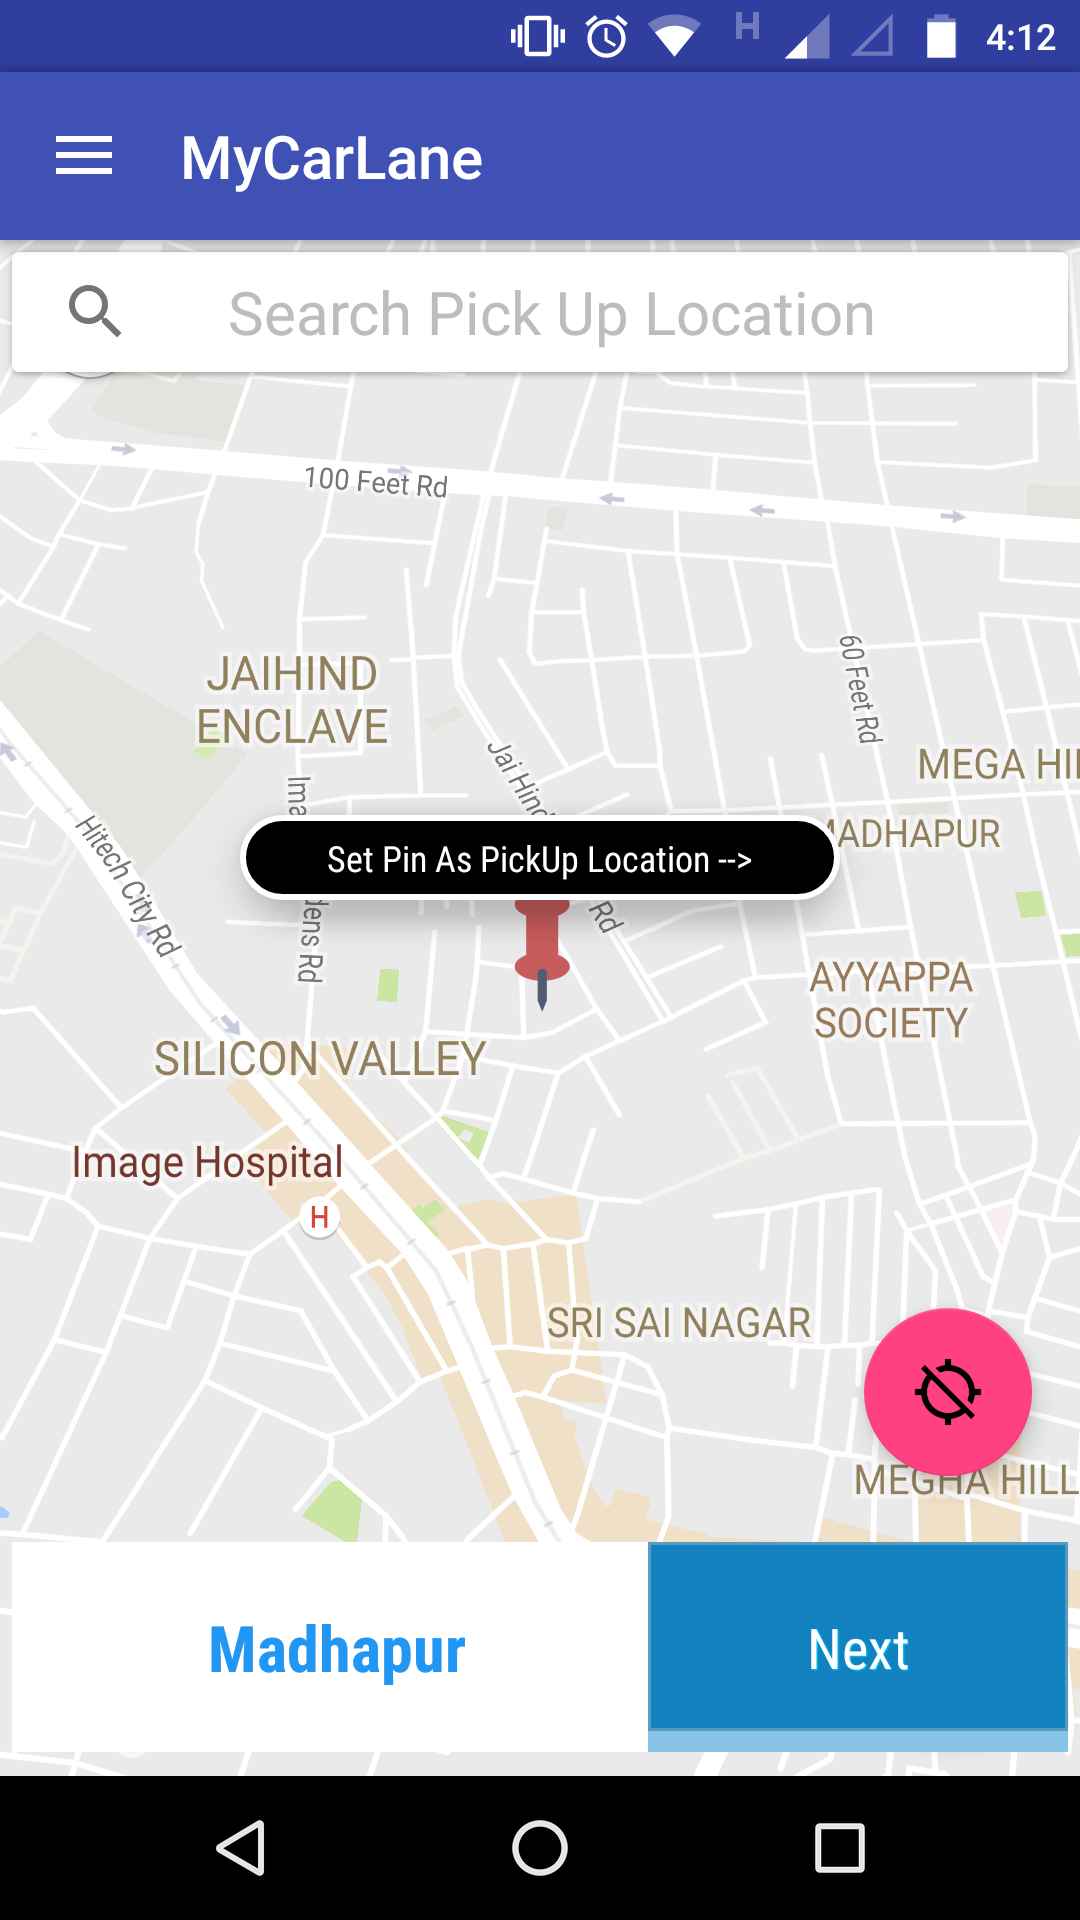 H
4:12
MyCarLane
Search Pick Up Location
100 Feet Rd
60 Feet Rd
JAIHIND
ENCLAVE
Jai Hind
Rd
MEGA HI
MADHAPUR
Ima
dens Rd
Hitech City Rd
Set Pin As PickUp Location -->
AYYAPPA
SOCIETY
SILICON VALLEY
Image Hospital
H
SRI SAI NAGAR
MEGHA HILL
Madhapur
Next